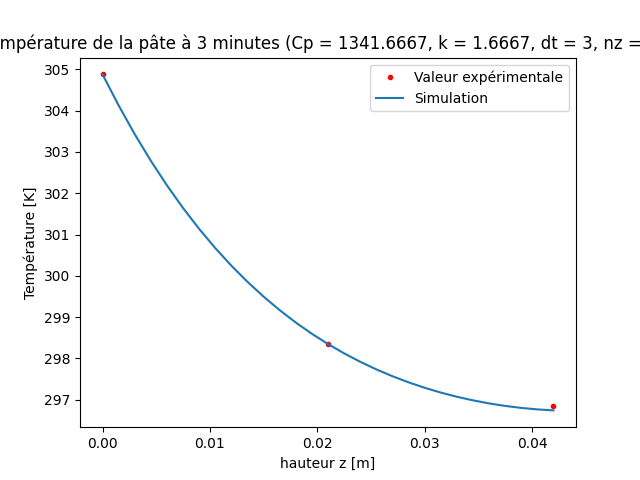 mpérature de la pâte à 3 minutes (Cp = 1341.6667, k = 1.6667, dt = 3, nz =
305
304
303
302
301
300
299
298
297
Température [K]
Valeur expérimentale
Simulation
0.00
0.01
0.02
0.03
0.04
hauteur z [m]